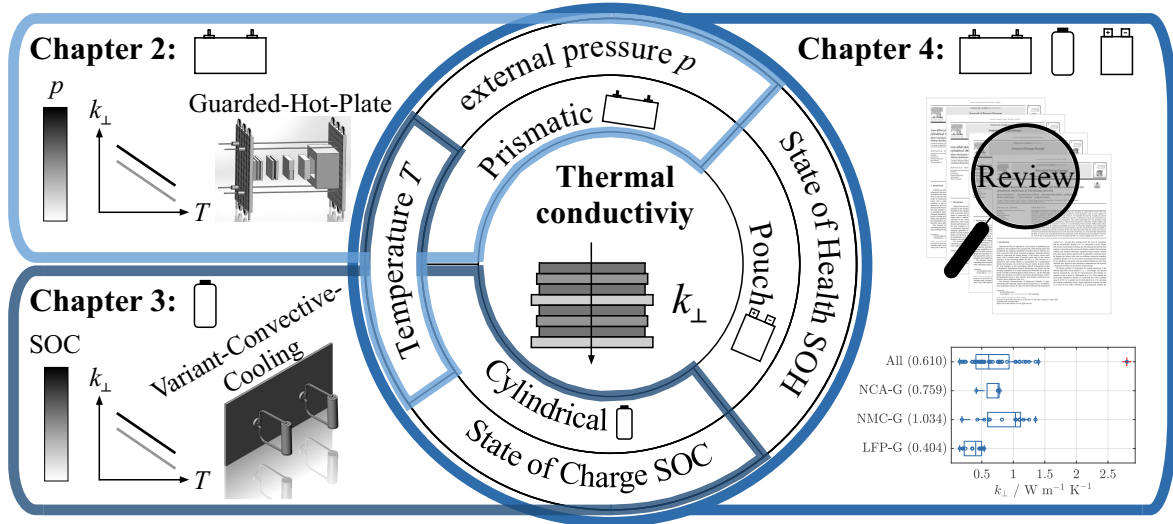 Chapter 2:
p
k⊥
T
Guarded-Hot-Plate
Chapter 3:
SOC
k⊥
T
Variant-Convective-
Cooling
external pressure p
Prismatic
Temperature T
Thermal
conductiviy
k⊥
Pouch
State of Health SOH
Cylindrical
State of Charge SOC
Chapter 4:
Review
All (0.610)
NCA-G (0.759)
NMC-G (1.034)
LFP-G (0.404)
0.5 1 1.5 2 2.5
k⊥ / W m⁻¹ K⁻¹